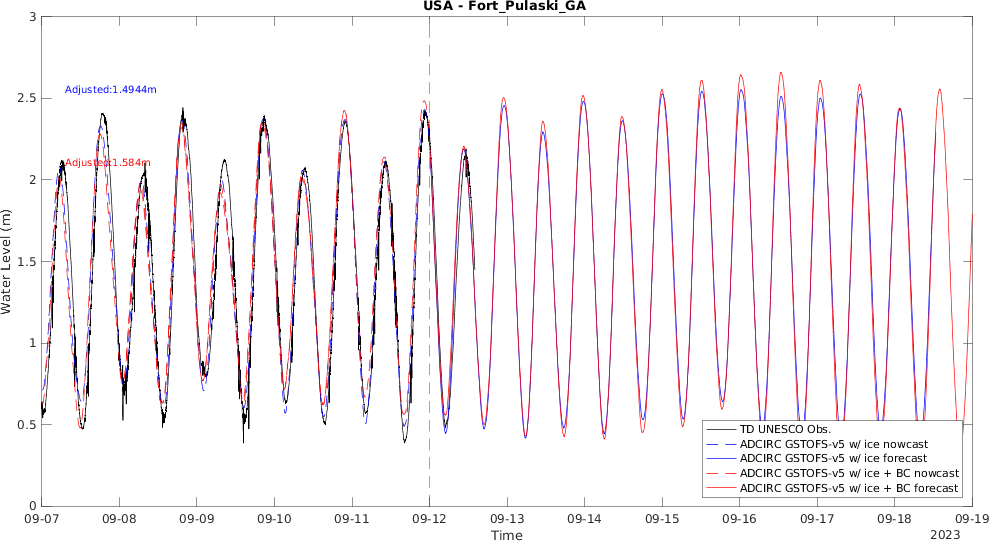 USA - Fort_Pulaski_GA
3
2.5
2
1.5
1
0.5
0
Water Level (m)
Adjusted:1.4944m
Adjusted:1.584m
TD UNESCO Obs.
ADCIRC GSTOFS-v5 w/ ice nowcast
ADCIRC GSTOFS-v5 w/ ice forecast
ADCIRC GSTOFS-v5 w/ ice + BC nowcast
ADCIRC GSTOFS-v5 w/ ice + BC forecast
09-07 09-08 09-09 09-10 09-11 09-12 09-13 09-14 09-15 09-16 09-17 09-18 09-19
Time
2023